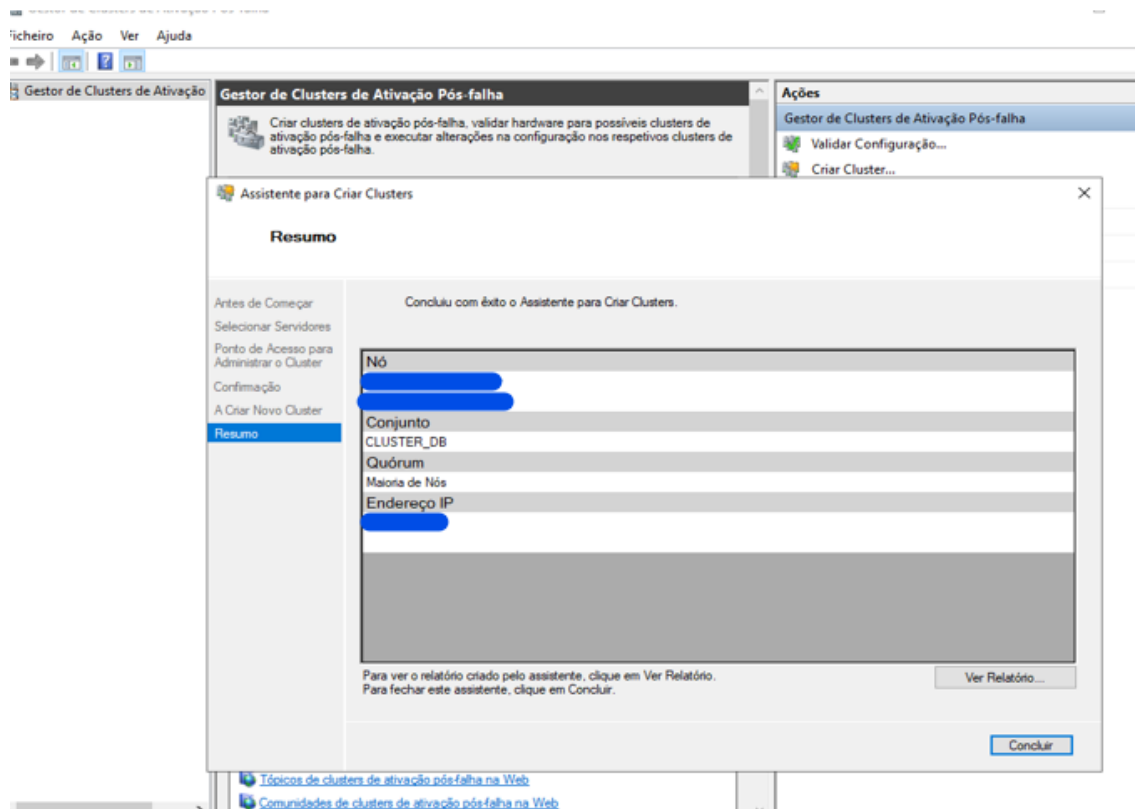 Ficheiro Ação Ver Ajuda
Gestor de Clusters de Ativação
Gestor de Clusters de Ativação Pós-falha
Criar clusters de ativação pós-falha, validar hardware para possíveis clusters de
ativação pós-falha e executar alterações na configuração nos respetivos clusters de
ativação pós-falha.
Ações
Gestor de Clusters de Ativação Pós-falha
Validar Configuração...
Criar Cluster...
Assistente para Criar Clusters
Resumo
Antes de Começar
Selecionar Servidores
Ponto de Acesso para
Administrar o Cluster
Confirmação
A Criar Novo Cluster
Resumo
Concluiu com êxito o Assistente para Criar Clusters.
Nó
Conjunto
CLUSTER_DB
Quórum
Maioria de Nós
Endereço IP
Para ver o relatório criado pelo assistente, clique em Ver Relatório.
Para fechar este assistente, clique em Concluir.
Ver Relatório...
Concluir
Tópicos de clusters de ativação pós-falha na Web
Comunidades de clusters de ativação pós-falha na Web